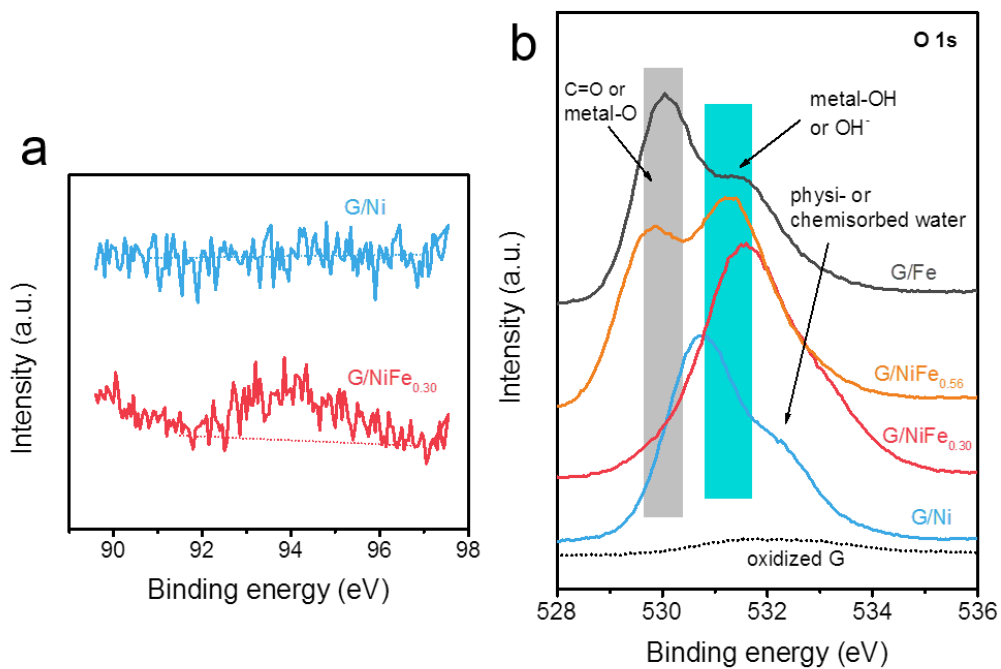 a
G/Ni
G/NiFe0.30
Intensity (a.u.)
90 92 94 96 98
Binding energy (eV)
b
O 1s
C=O or
metal-O
metal-OH
or OH-
physi- or
chemisorbed water
G/Fe
G/NiFe0.56
G/NiFe0.30
G/Ni
oxidized G
Intensity (a.u.)
528 530 532 534 536
Binding energy (eV)